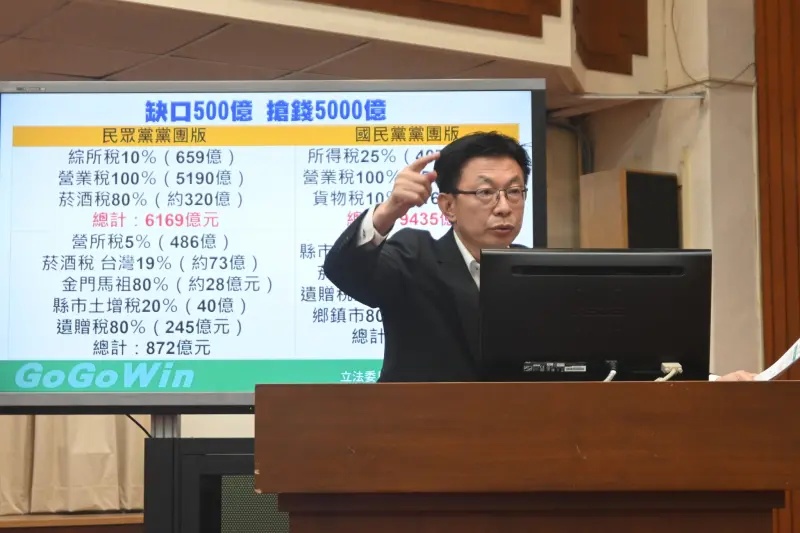 缺口500億 搶錢5000億
民眾黨黨團版
國民黨黨團版
綜所稅10%（659億）
所得稅25%（
營業稅100%（5190億）
營業稅100
菸酒稅80%（約320億）
貨物稅10
總計：6169億元
9435億
營所稅5%（486億）
菸酒稅 台灣19%（約73億）
縣市
金門馬祖80%（約28億元）
縣市土增稅20%（40億）
遺贈稅
遺贈稅80%（245億元）
鄉鎮市80
總計：872億元
總計
GoGoWin
立法委